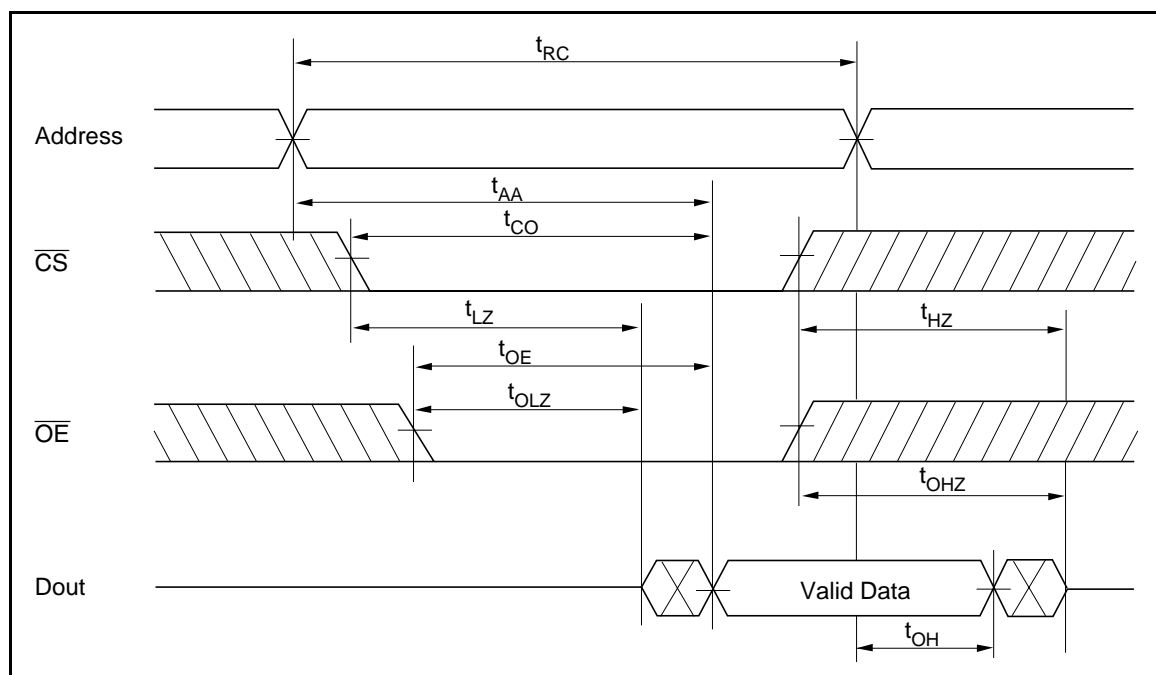 tRC
Address
tAA
tCO
CS
tLZ
tHZ
tOE
tOLZ
OE
tOHZ
Dout
Valid Data
tOH